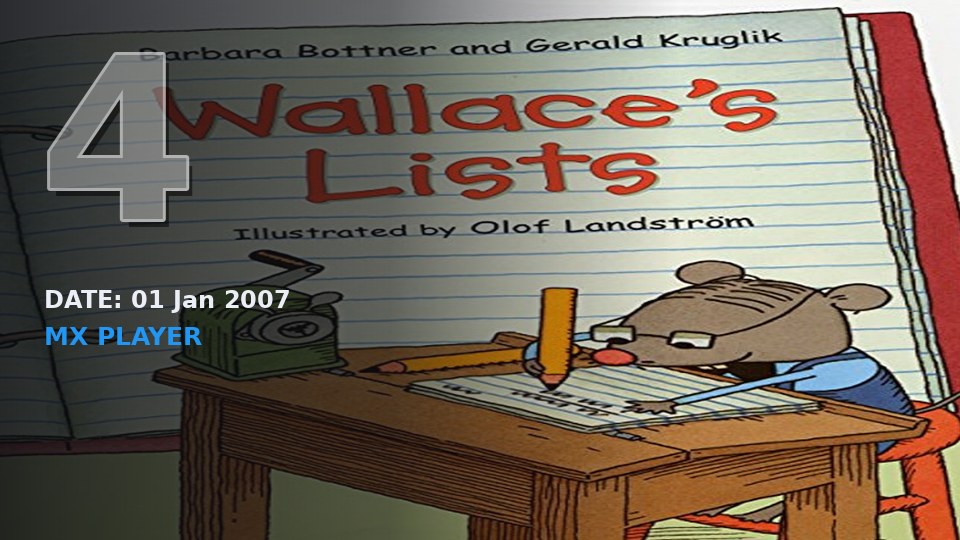 Barbara Bottner and Gerald Kruglik
4
Wallace's
Lists
Illustrated by Olof Landström
DATE: 01 Jan 2007
MX PLAYER